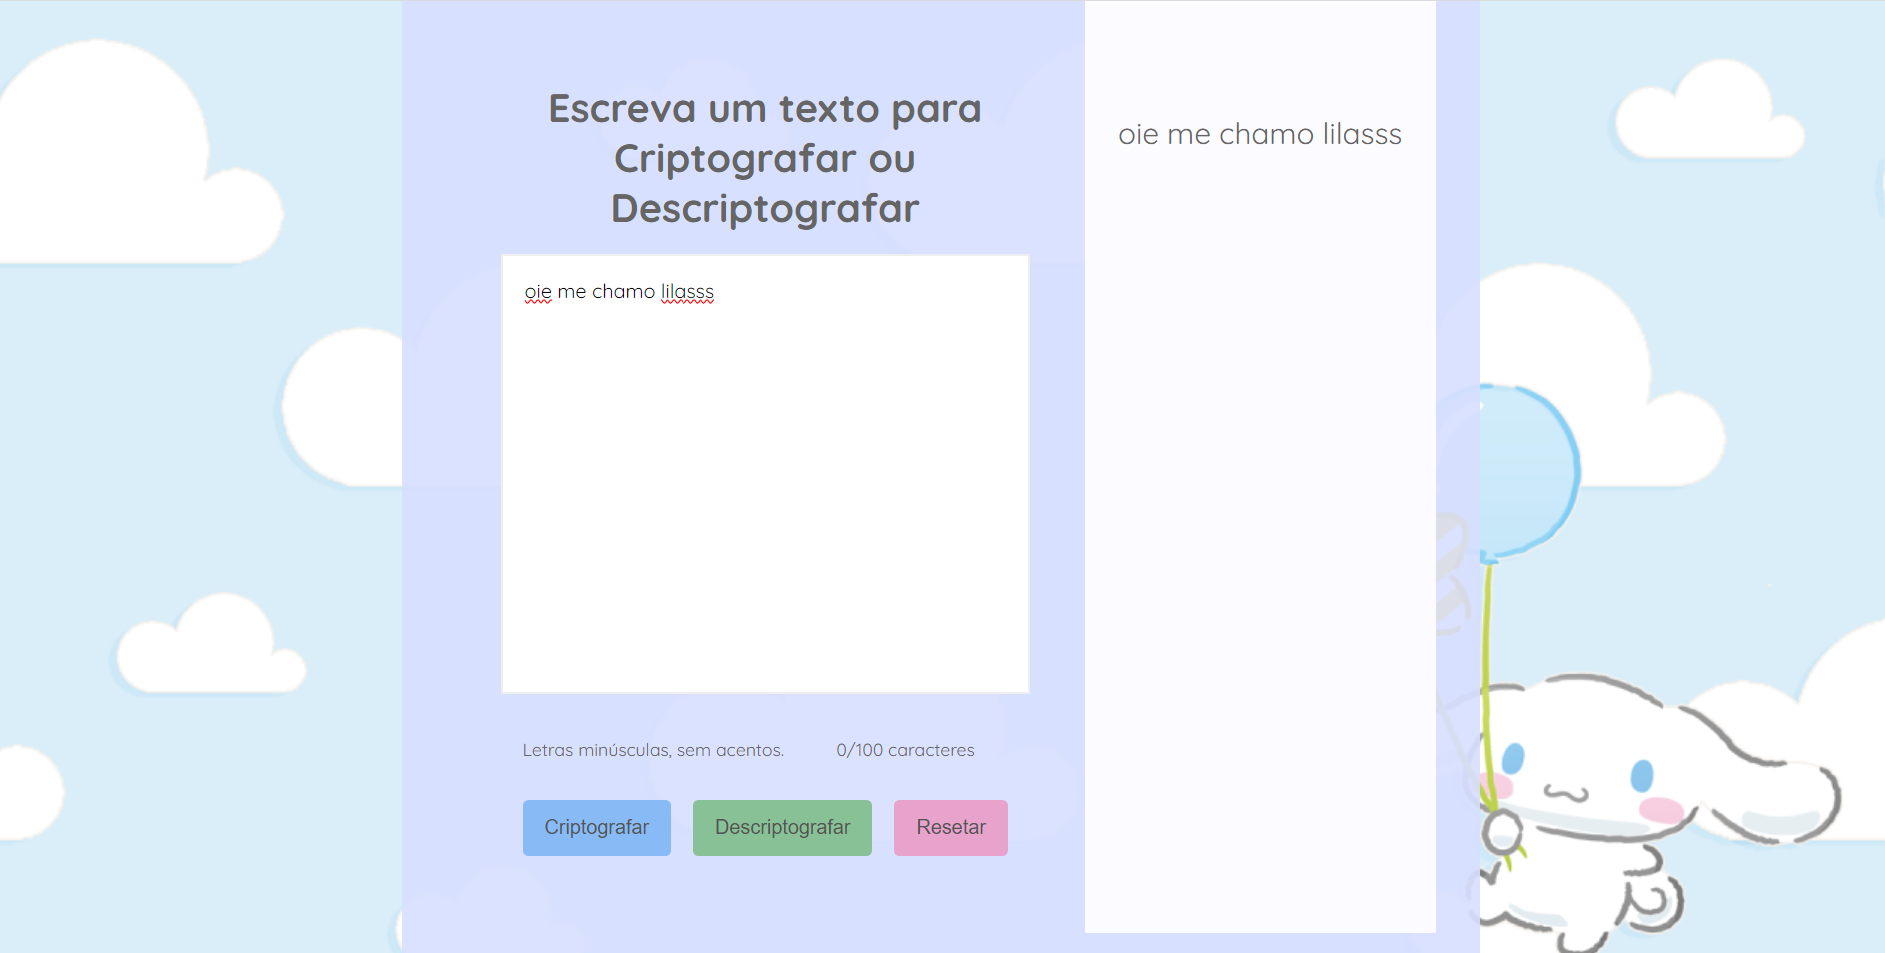 Escreva um texto para
Criptografar ou
Descriptografar
oie me chamo lilasss
Letras minúsculas, sem acentos.
0/100 caracteres
Criptografar
Descriptografar
Resetar
oie me chamo lilasss